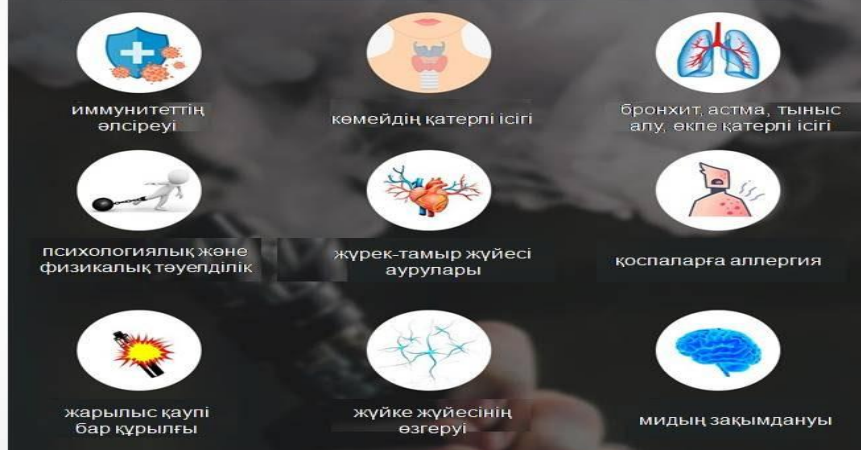 иммунитеттің
әлсіреуі
көмейдің қатерлі ісігі
бронхит, астма, тыныс
алу, өкпе қатерлі ісігі
психологиялық және
физикалық тәуелділік
жүрек-тамыр жүйесі
аурулары
қоспаларға аллергия
жарылыс қаупі
бар құрылғы
жүйке жүйесінің
өзгеруі
мидың зақымдануы